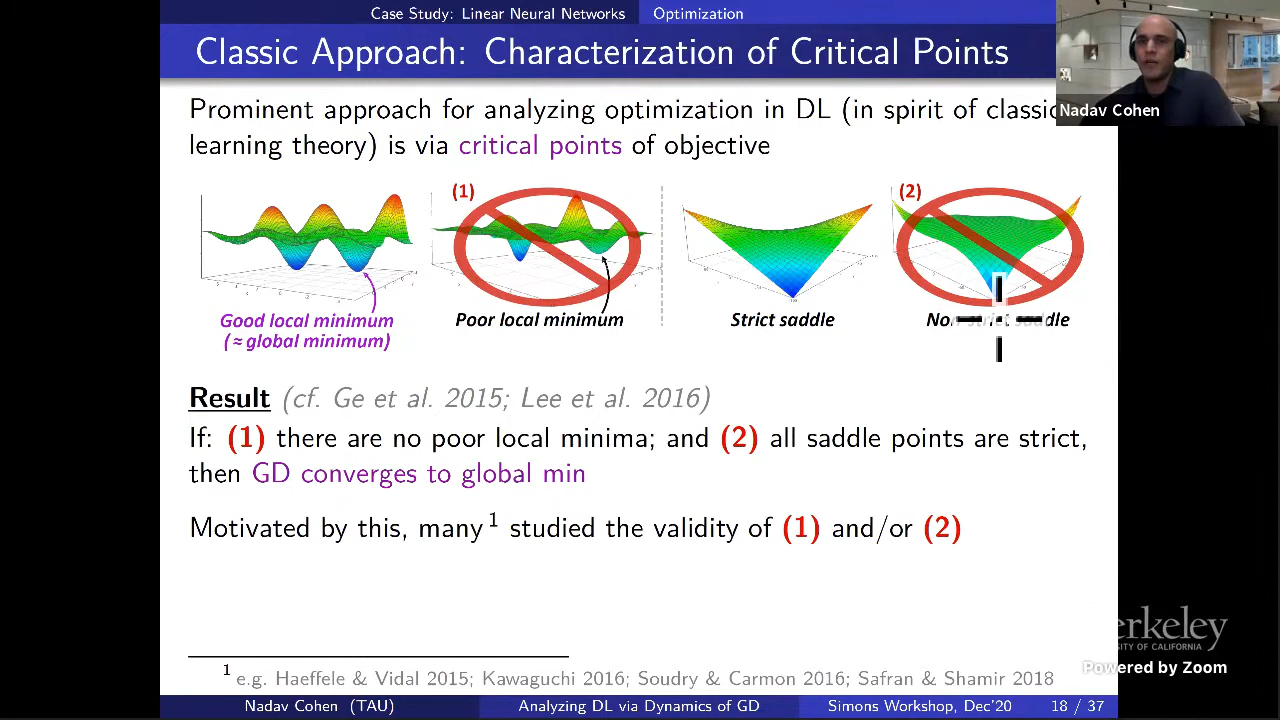 Case Study: Linear Neural Networks Optimization
Classic Approach: Characterization of Critical Points
Nadav Cohen
Prominent approach for analyzing optimization in DL (in spirit of classic
learning theory) is via critical points of objective
(1)
(2)
Good local minimum
(≈ global minimum)
Poor local minimum
Strict saddle
Result (cf. Ge et al. 2015; Lee et al. 2016)
If: (1) there are no poor local minima; and (2) all saddle points are strict,
then GD converges to global min
Motivated by this, many 1 studied the validity of (1) and/or (2)
1 e.g. Haeffele & Vidal 2015; Kawaguchi 2016; Soudry & Carmon 2016; Safran & Shamir 2018
Powered by Zoom
Nadav Cohen (TAU) Analyzing DL via Dynamics of GD Simons Workshop, Dec'20 18 / 37